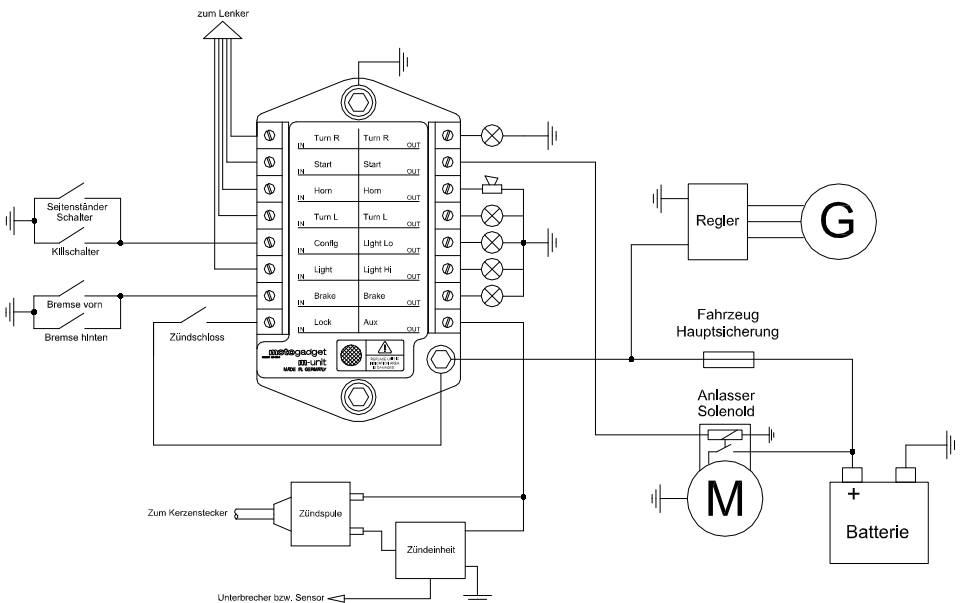 zum Lenker
Turn R
Turn R
IN
OUT
Start
Start
IN
OUT
Horn
Horn
IN
OUT
Turn L
Turn L
IN
OUT
Config
Light Lo
IN
OUT
Light
Light Hi
IN
OUT
Brake
Brake
IN
OUT
Lock
Aux
IN
OUT
motogadget
m-unit
MADE IN GERMANY
Seitenständer
Schalter
Killschalter
Bremse vorn
Bremse hinten
Zündschloss
Regler
G
Fahrzeug
Hauptsicherung
Anlasser
Solenoid
M
+
Batterie
Zum Kerzenstecker
Zündspule
Zündeinheit
Unterbrecher bzw. Sensor